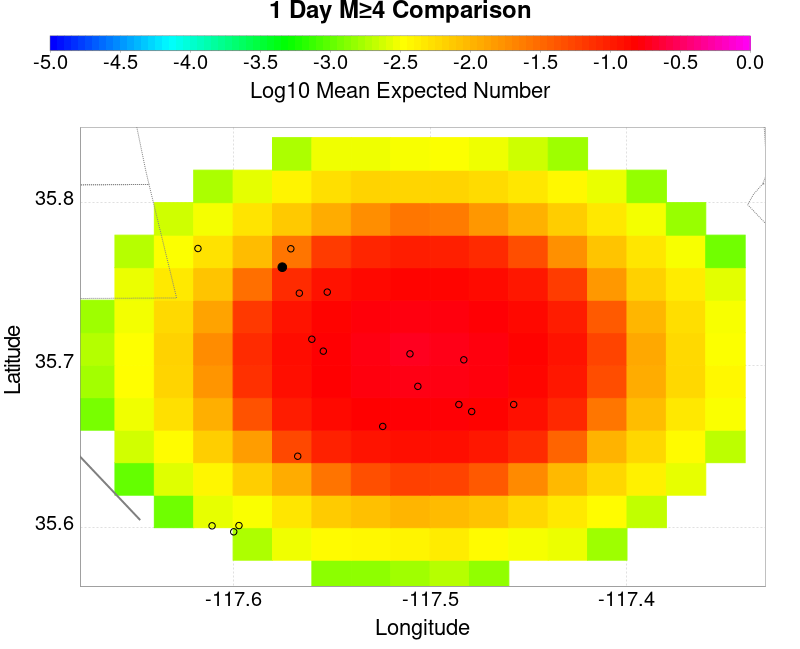 1 Day M≥4 Comparison
-5.0 -4.5 -4.0 -3.5 -3.0 -2.5 -2.0 -1.5 -1.0 -0.5 0.0
Log10 Mean Expected Number
35.8
35.7
35.6
Latitude
-117.6 -117.5 -117.4
Longitude